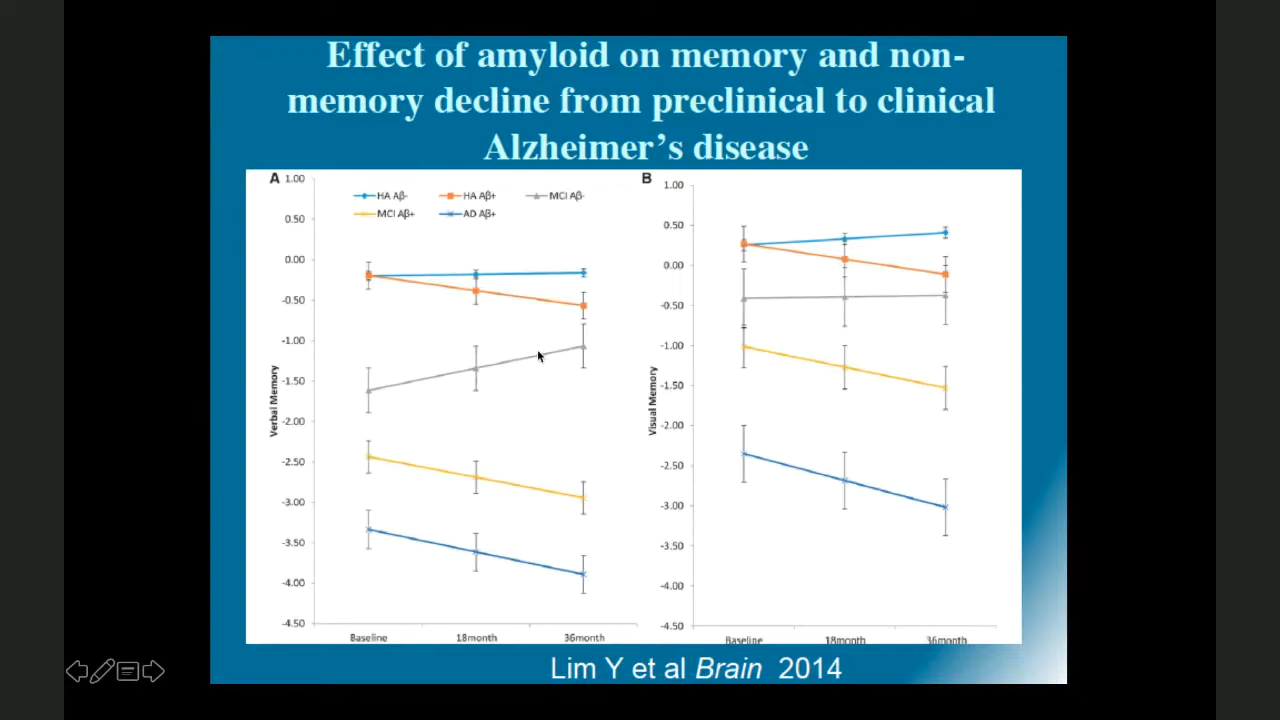 Effect of amyloid on memory and non-
memory decline from preclinical to clinical
Alzheimer’s disease
A
HA Aβ- HA Aβ+ MCI Aβ-
MCI Aβ+ AD Aβ+
Verbal Memory
1.00
0.50
0.00
-0.50
-1.00
-1.50
-2.00
-2.50
-3.00
-3.50
-4.00
-4.50
Baseline 18month 36month
B
Visual Memory
1.00
0.50
0.00
-0.50
-1.00
-1.50
-2.00
-2.50
-3.00
-3.50
-4.00
-4.50
Baseline 18month 36month
Lim Y et al Brain 2014